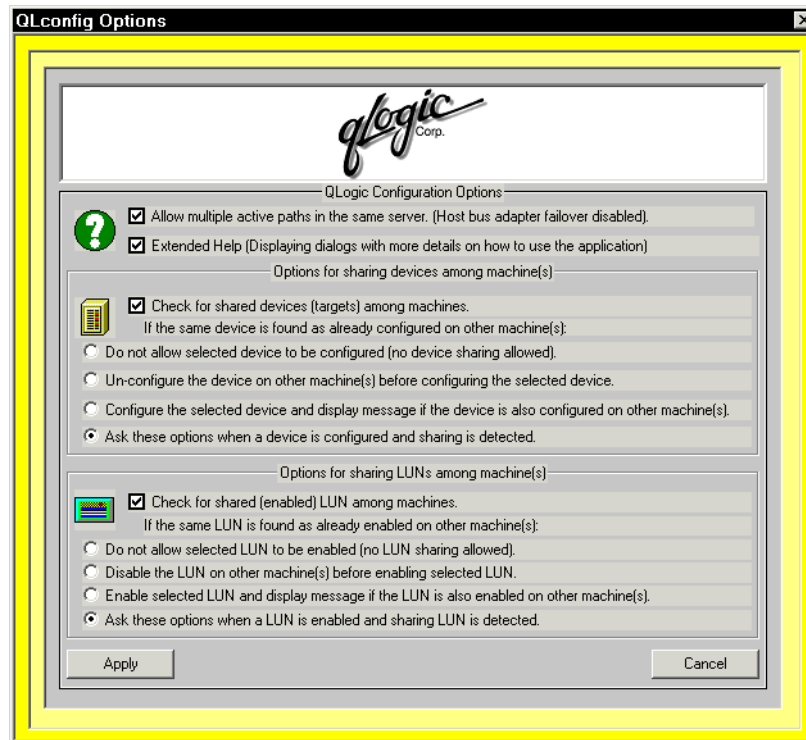 QLconfig Options
qlogic
Corp.
QLogic Configuration Options
Allow multiple active paths in the same server. (Host bus adapter failover disabled).
Extended Help (Displaying dialogs with more details on how to use the application)
Options for sharing devices among machine(s)
Check for shared devices (targets) among machines.
If the same device is found as already configured on other machine(s):
Do not allow selected device to be configured (no device sharing allowed).
Un-configure the device on other machine(s) before configuring the selected device.
Configure the selected device and display message if the device is also configured on other machine(s).
Ask these options when a device is configured and sharing is detected.
Options for sharing LUNs among machine(s)
Check for shared (enabled) LUN among machines.
If the same LUN is found as already enabled on other machine(s):
Do not allow selected LUN to be enabled (no LUN sharing allowed).
Disable the LUN on other machine(s) before enabling selected LUN.
Enable selected LUN and display message if the LUN is also enabled on other machine(s).
Ask these options when a LUN is enabled and sharing LUN is detected.
Apply
Cancel